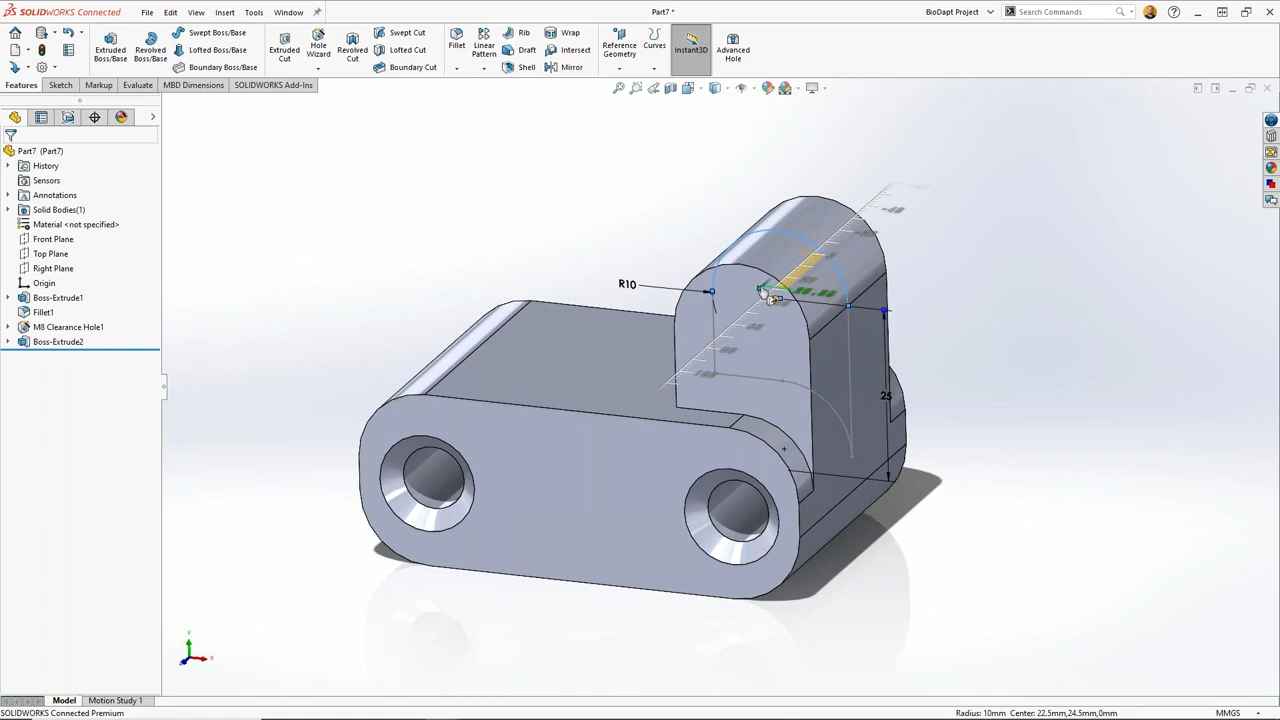 SOLIDWORKS Connected
File
Edit
View
Insert
Tools
Window
Part7 *
BioDapt Project
Search Commands
Extruded Boss/Base
Revolved Boss/Base
Swept Boss/Base
Lofted Boss/Base
Boundary Boss/Base
Extruded Cut
Hole Wizard
Revolved Cut
Swept Cut
Lofted Cut
Boundary Cut
Fillet
Linear Pattern
Rib
Draft
Shell
Wrap
Intersect
Mirror
Reference Geometry
Curves
Instant3D
Advanced Hole
Features
Sketch
Markup
Evaluate
MBD Dimensions
SOLIDWORKS Add-Ins
Part7 (Part7)
History
Sensors
Annotations
Solid Bodies(1)
Material <not specified>
Front Plane
Top Plane
Right Plane
Origin
Boss-Extrude1
Fillet1
M8 Clearance Hole1
Boss-Extrude2
R10
25
Y
X
Z
Model
Motion Study 1
SOLIDWORKS Connected Premium
Radius: 10mm Center: 22.5mm,24.5mm,0mm
MMGS